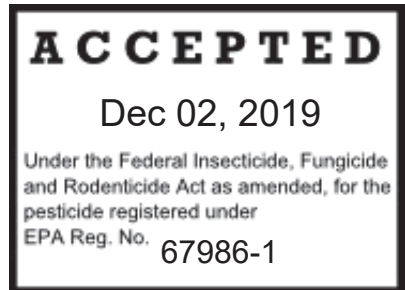 ACCEPTED
Dec 02, 2019
Under the Federal Insecticide, Fungicide
and Rodenticide Act as amended, for the
pesticide registered under
EPA Reg. No. 67986-1